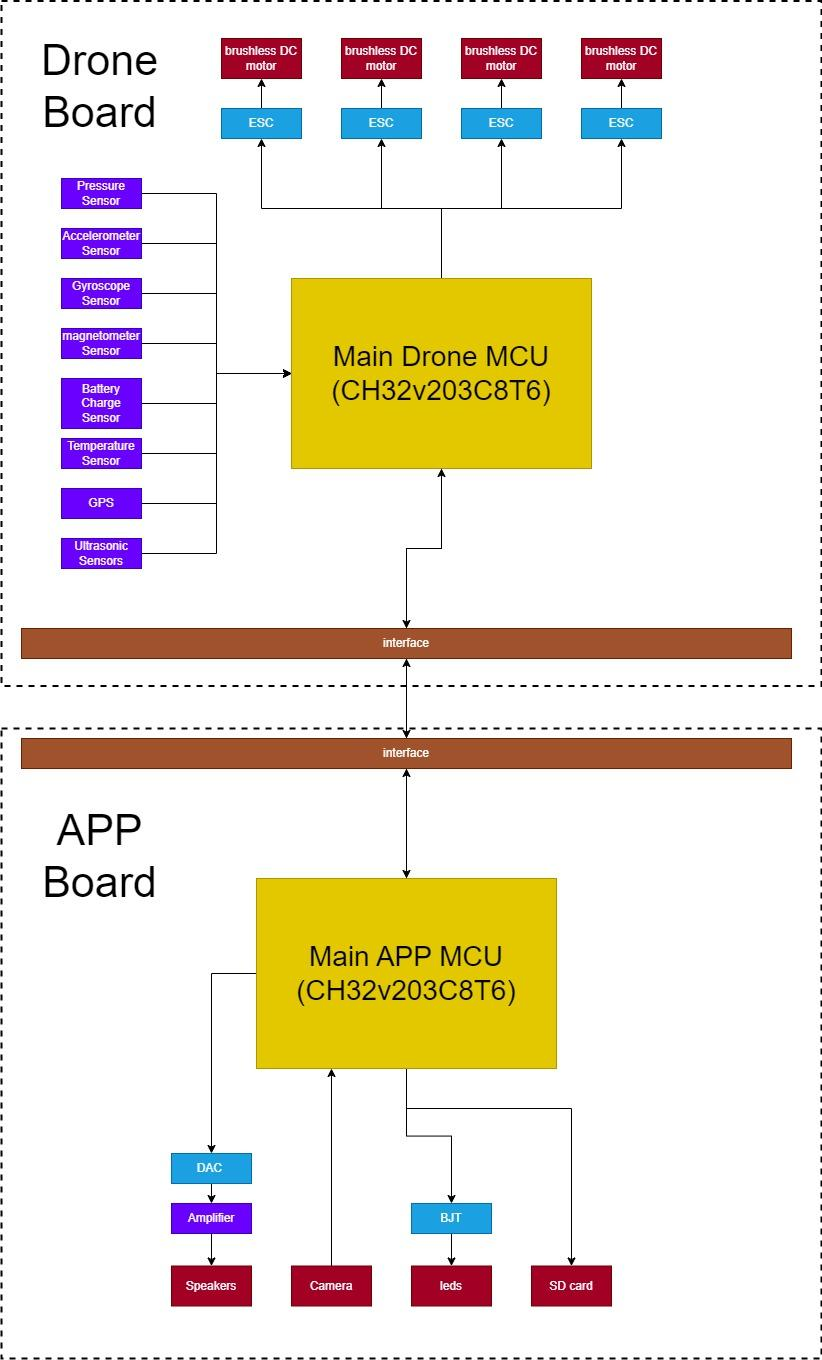 Drone
Board
brushless DC
motor
brushless DC
motor
brushless DC
motor
brushless DC
motor
ESC
ESC
ESC
ESC
Pressure
Sensor
Accelerometer
Sensor
Gyroscope
Sensor
magnetometer
Sensor
Battery
Charge
Sensor
Temperature
Sensor
GPS
Ultrasonic
Sensors
Main Drone MCU
(CH32v203C8T6)
interface
interface
APP
Board
Main APP MCU
(CH32v203C8T6)
DAC
Amplifier
BJT
Speakers
Camera
leds
SD card